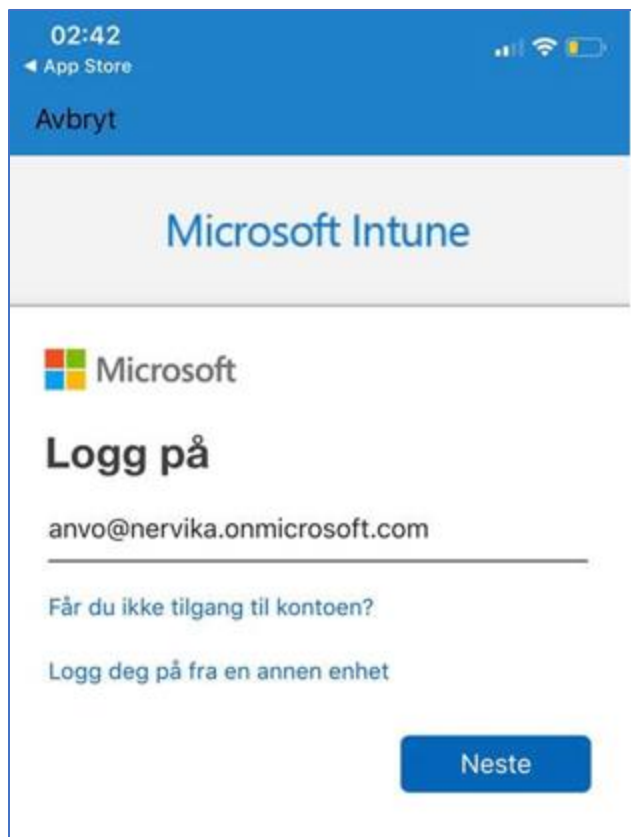 02:42
◀ App Store
Avbryt
Microsoft Intune
Microsoft
Logg på
anvo@nervika.onmicrosoft.com
Får du ikke tilgang til kontoen?
Logg deg på fra en annen enhet
Neste